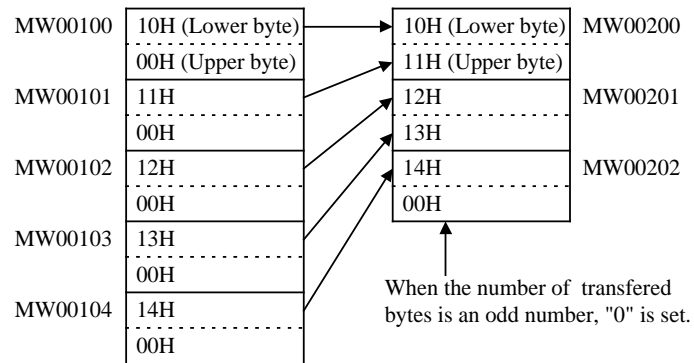 MW00100 10H (Lower byte) 10H (Lower byte) MW00200
00H (Upper byte) 11H (Upper byte)
MW00101 11H 12H MW00201
00H 13H
MW00102 12H 14H MW00202
00H 00H
MW00103 13H
00H
When the number of transfered
MW00104 14H
bytes is an odd number, "0" is set.
00H